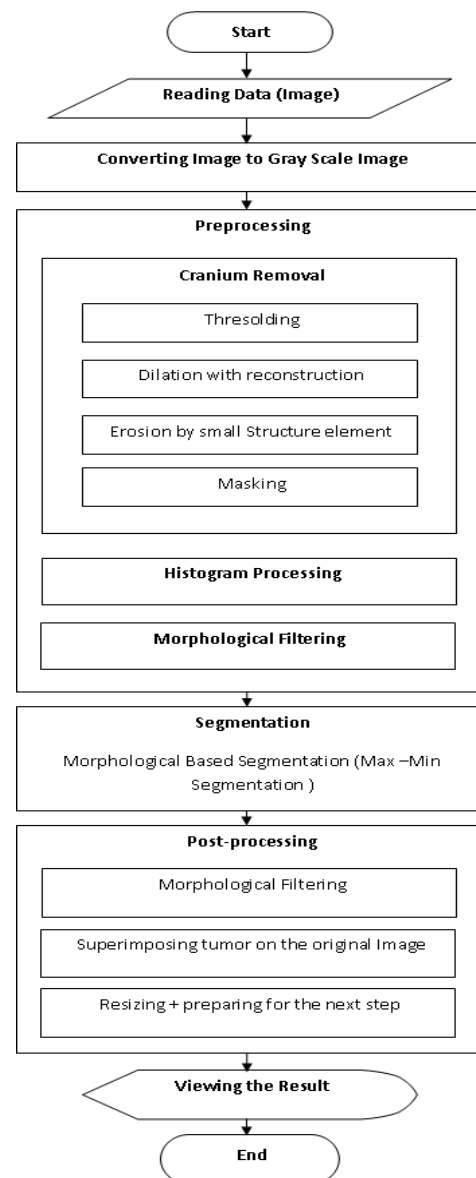 Start
Reading Data (Image)
Converting Image to Gray Scale Image
Preprocessing
Cranium Removal
Thresolding
Dilation with reconstruction
Erosion by small Structure element
Masking
Histogram Processing
Morphological Filtering
Segmentation
Morphological Based Segmentation (Max –Min
Segmentation )
Post-processing
Morphological Filtering
Superimposing tumor on the original Image
Resizing + preparing for the next step
Viewing the Result
End